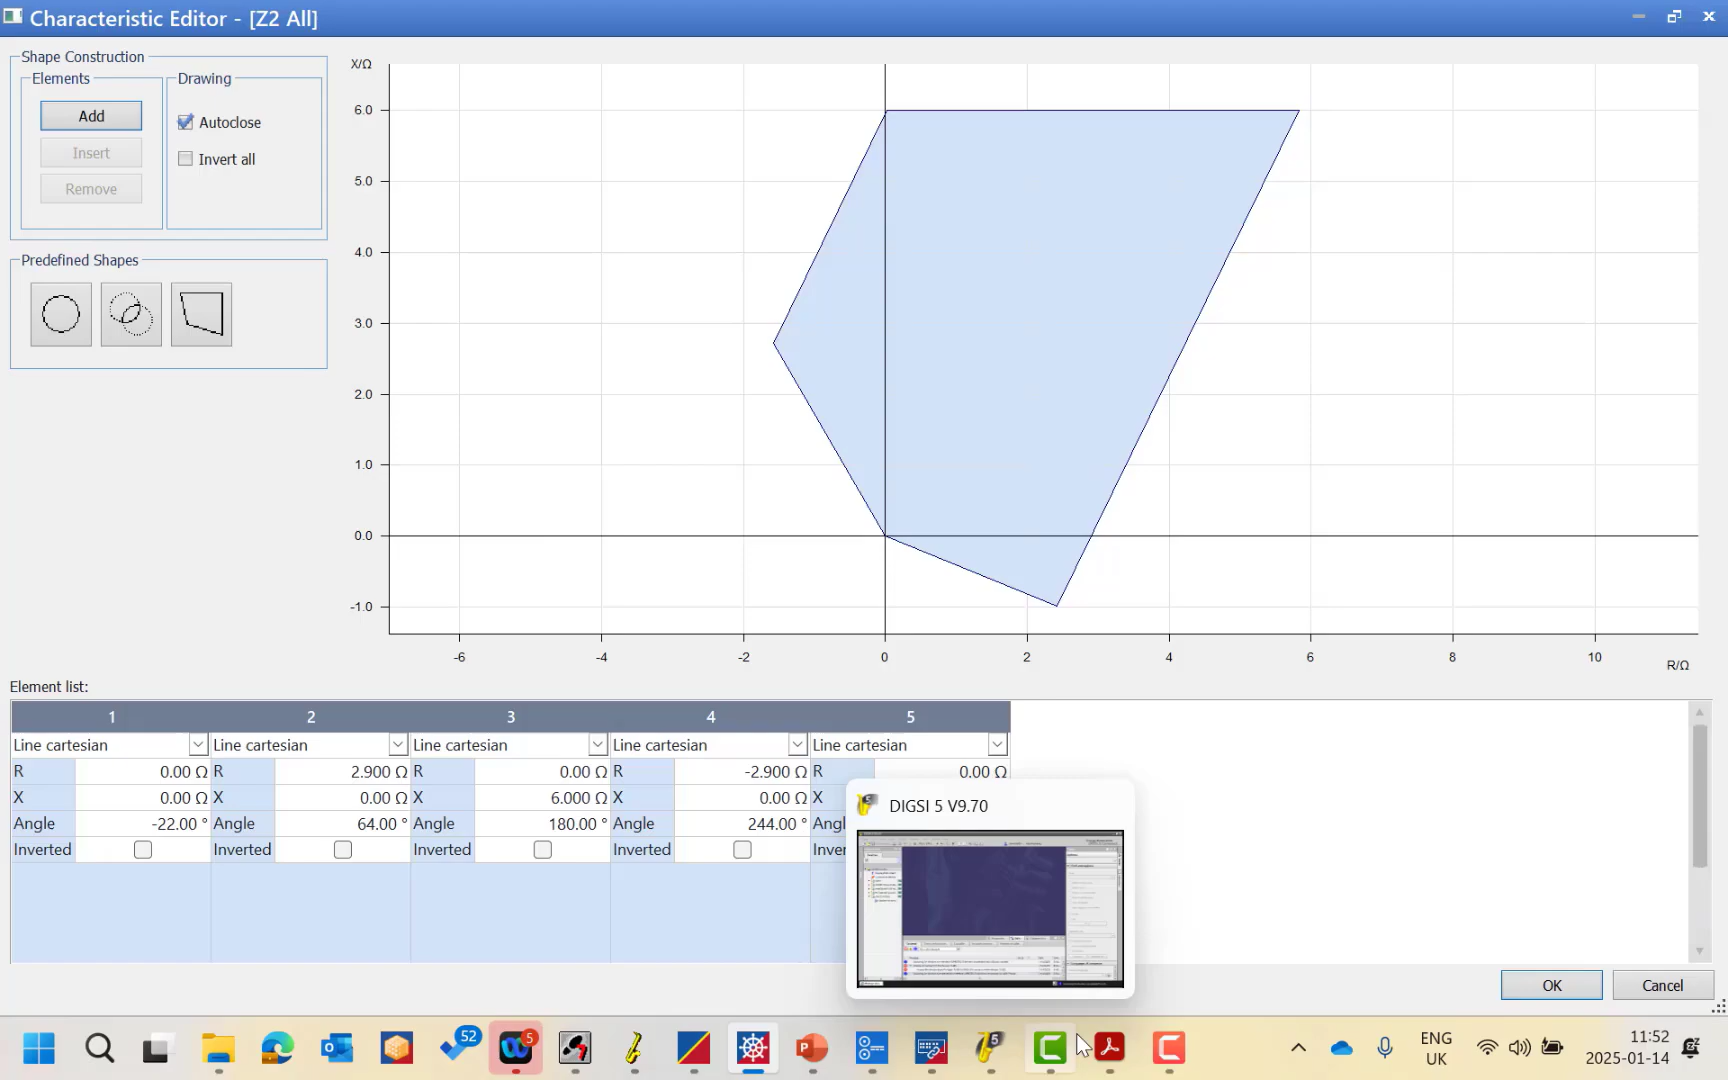 Characteristic Editor - [Z2 All]
Shape Construction
Elements
Drawing
Add
Autoclose
Insert
Invert all
Remove
Predefined Shapes
X/Ω
6.0
5.0
4.0
3.0
2.0
1.0
0.0
-1.0
-6 -4 -2 0 2 4 6 8 10
R/Ω
Element list:
1 2 3 4 5
Line cartesian Line cartesian Line cartesian Line cartesian Line cartesian
R 0.00 Ω R 2.900 Ω R 0.00 Ω R -2.900 Ω R 0.00 Ω
X 0.00 Ω X 0.00 Ω X 6.000 Ω X 0.00 Ω X
Angle -22.00 ° Angle 64.00 ° Angle 180.00 ° Angle 244.00 ° Angl
Inverted Inverted Inverted Inverted Inver
DIGSI 5 V9.70
OK
Cancel
52
5
5
ENG
UK
11:52
2025-01-14